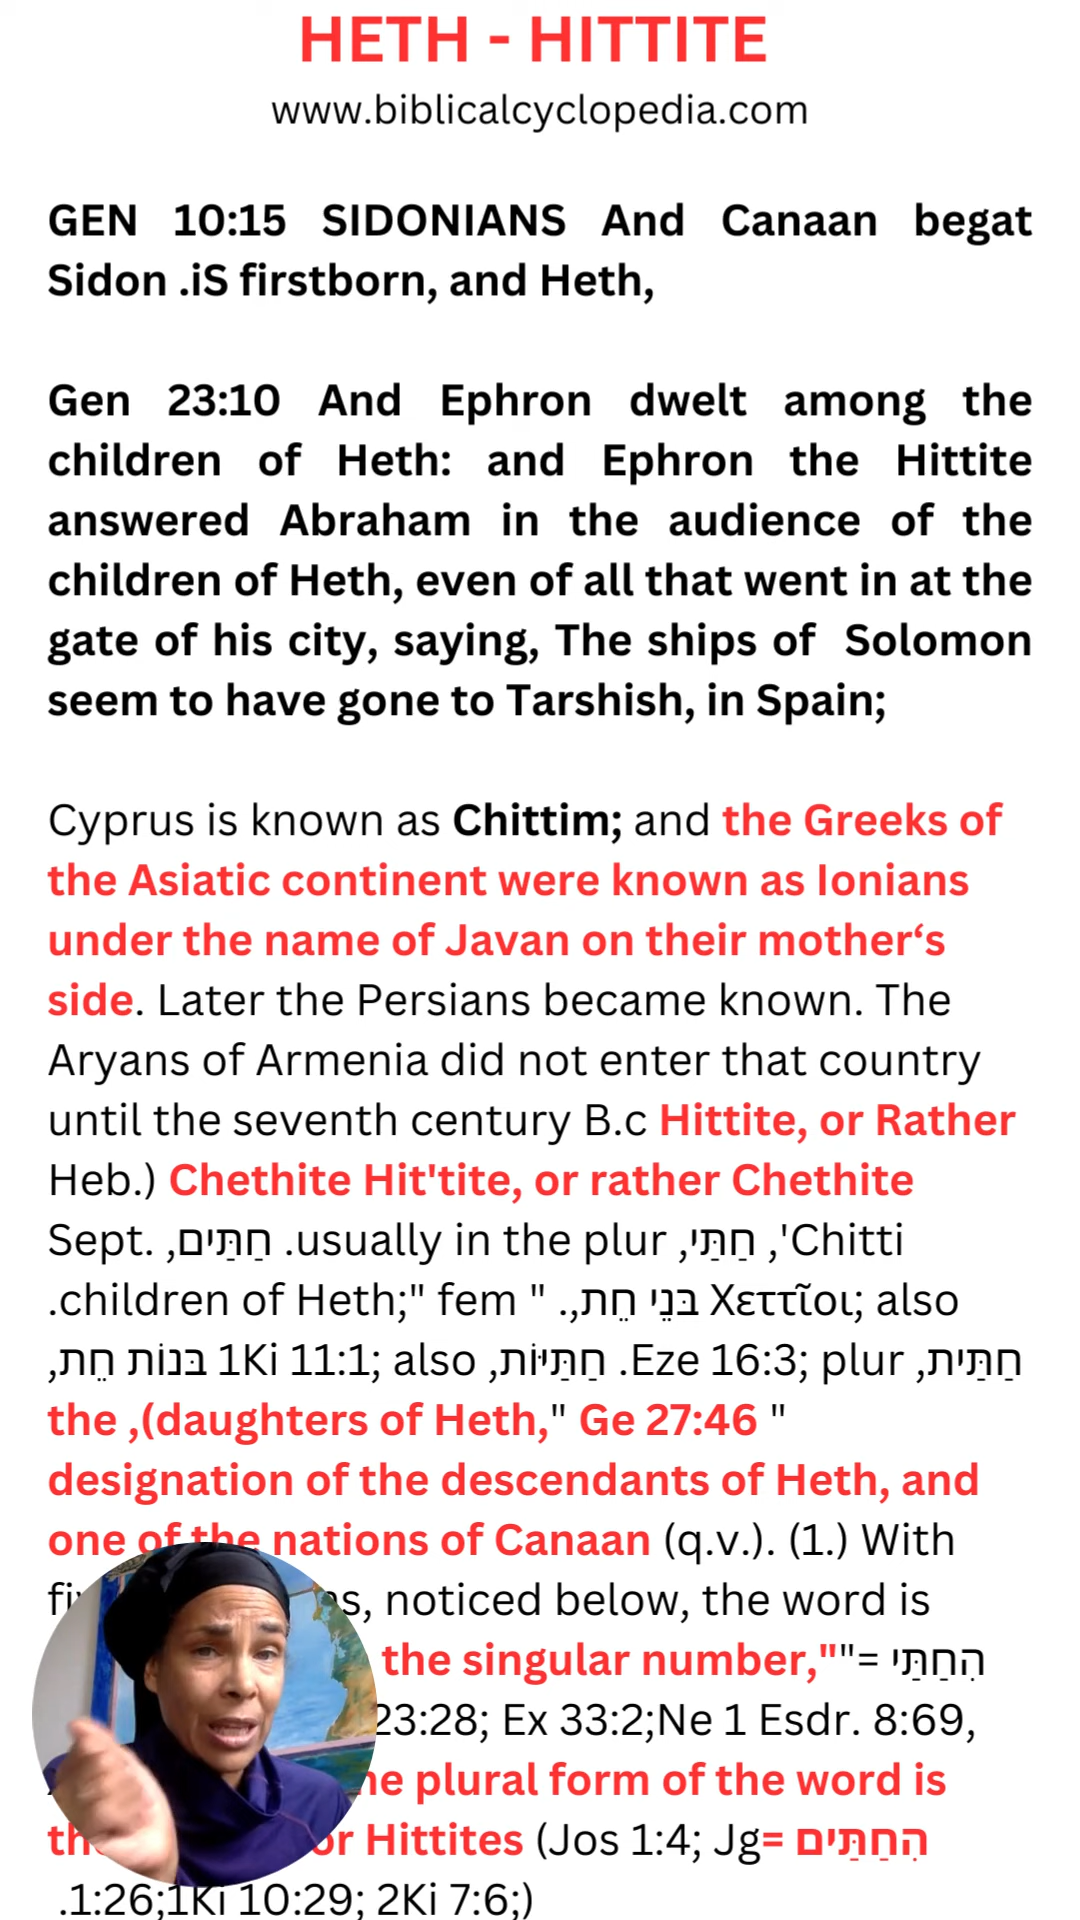 HETH - HITTITE
www.biblicalcyclopedia.com
GEN 10:15 SIDONIANS And Canaan begat
Sidon .iS firstborn, and Heth,
Gen 23:10 And Ephron dwelt among the
children of Heth: and Ephron the Hittite
answered Abraham in the audience of the
children of Heth, even of all that went in at the
gate of his city, saying, The ships of Solomon
seem to have gone to Tarshish, in Spain;
Cyprus is known as Chittim; and the Greeks of
the Asiatic continent were known as Ionians
under the name of Javan on their mother‘s
side. Later the Persians became known. The
Aryans of Armenia did not enter that country
until the seventh century B.c Hittite, or Rather
Heb.) Chethite Hit'tite, or rather Chethite
Sept. ,חַתַּים .usually in the plur ,חַתַּי ,'Chitti
.children of Heth;" fem " .,בּנֵי חֵת Χεττῖοι; also
,בּנוֹת חֵת 1Ki 11:1; also ,חַתַּיּוֹת .Eze 16:3; plur ,חַתַּית
the ,(daughters of Heth," Ge 27:46 "
designation of the descendants of Heth, and
one of the nations of Canaan (q.v.). (1.) With
noticed below, the word is
the singular number,""= הִחַתַּי
23:28; Ex 33:2;Ne 1 Esdr. 8:69,
plural form of the word is
or Hittites (Jos 1:4; Jg= הִחַתַּים
.1:26;1Ki 10:29; 2Ki 7:6;)